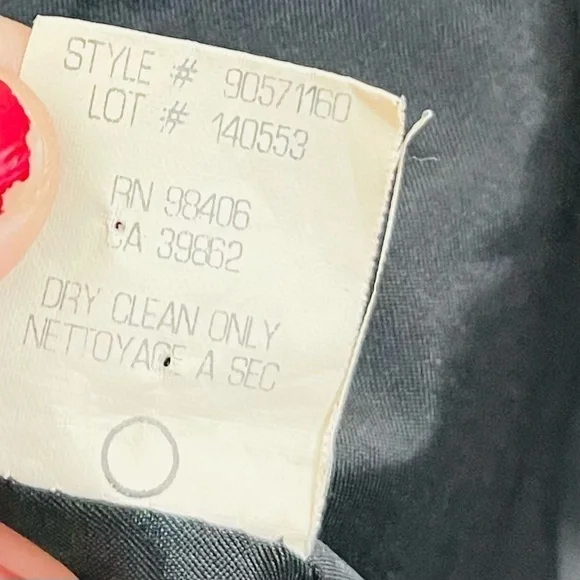 STYLE # 90571160
LOT # 140553
RN 98406
CA 39862
DRY CLEAN ONLY
NETTOYAGE A SEC